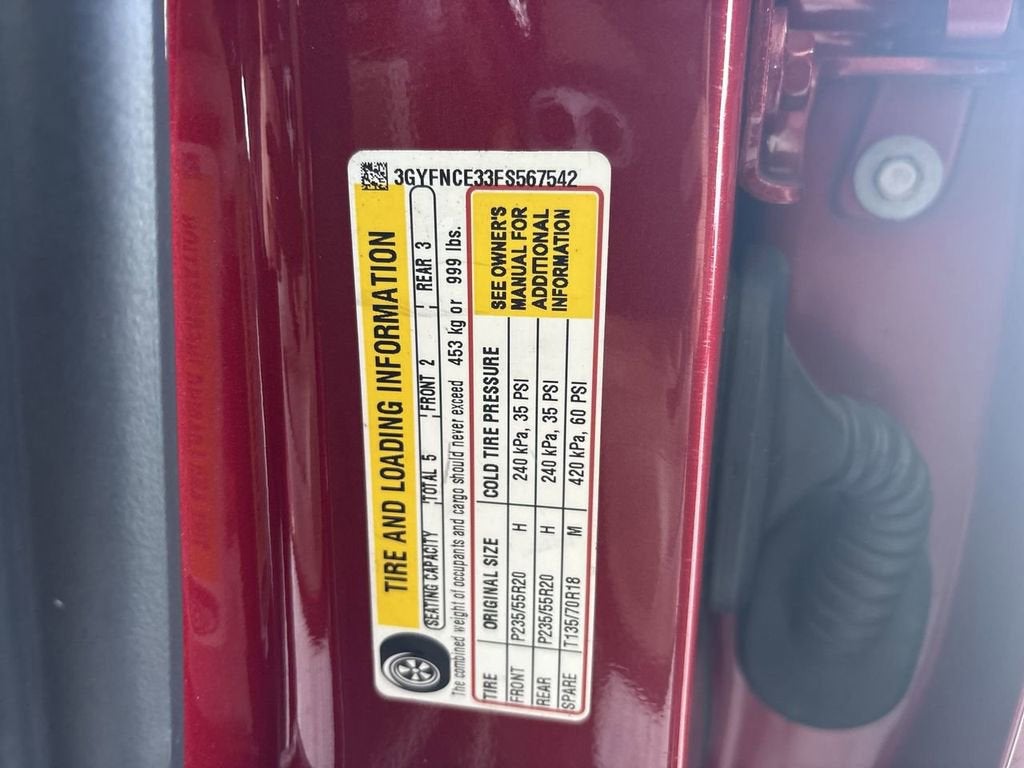 3GYFNCE33FS567542
TIRE AND LOADING INFORMATION
SEATING CAPACITY TOTAL 5 FRONT 2 REAR 3
The combined weight of occupants and cargo should never exceed 453 kg or 999 lbs.
TIRE ORIGINAL SIZE COLD TIRE PRESSURE
FRONT P235/55R20 H 240 kPa, 35 PSI
REAR P235/55R20 H 240 kPa, 35 PSI
SPARE T135/70R18 M 420 kPa, 60 PSI
SEE OWNER'S
MANUAL FOR
ADDITIONAL
INFORMATION